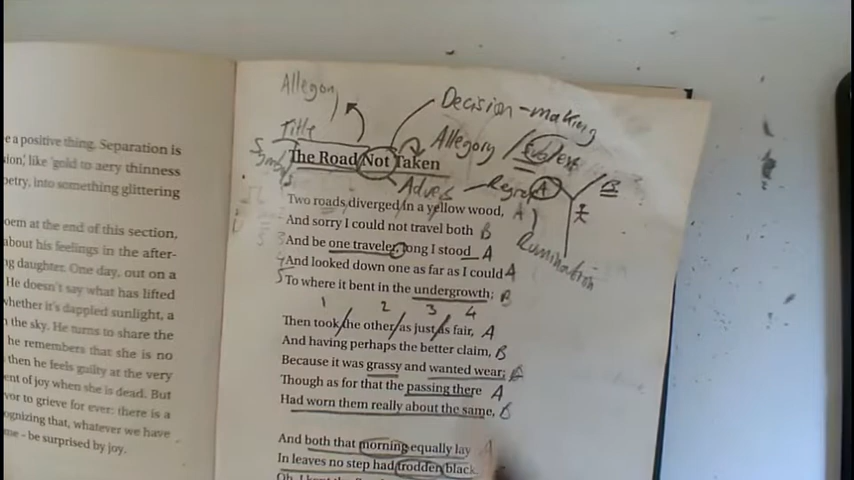 e a positive thing. Separation is
sion,' like 'gold to aery thinness
petry, into something glittering
oem at the end of this section,
about his feelings in the after-
ng daughter. One day, out on a
He doesn't say what has lifted
whether it's dappled sunlight, a
n the sky. He turns to share the
he remembers that she is no
then he feels guilty at the very
ent of joy when she is dead. But
vor to grieve for ever: there is a
ognizing that, whatever we have
me - be surprised by joy.
Allegory
Decision-making
Title
Allegory
The Road Not Taken
Regret A B
Two roads diverged in a yellow wood, A
And sorry I could not travel both B
3 And be one traveler, long I stood A
Rumination
4 And looked down one as far as I could A
5 To where it bent in the undergrowth; B
1 2 3 4
Then took / the other, / as just / as fair, A
And having perhaps the better claim, B
Because it was grassy and wanted wear;
Though as for that the passing there A
Had worn them really about the same, B
And both that morning equally lay A
In leaves no step had trodden black.